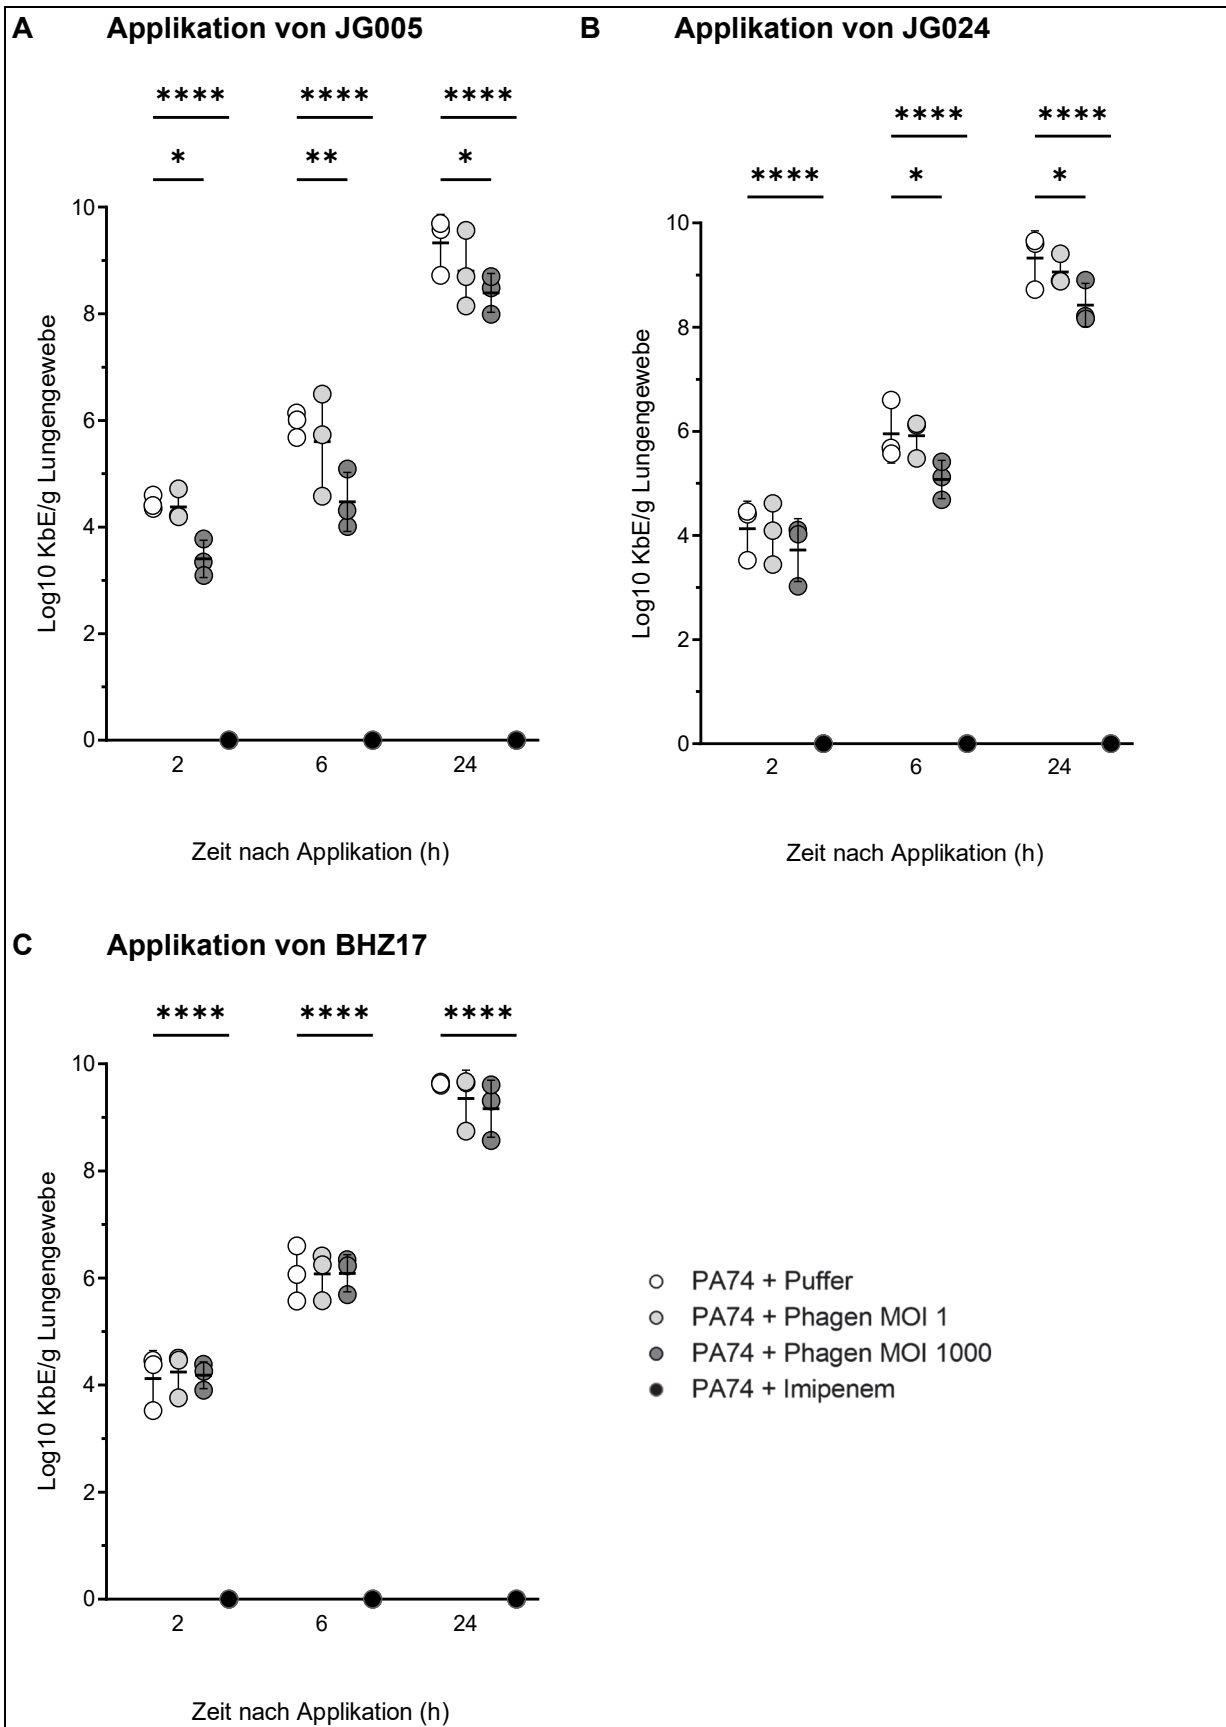 A Applikation von JG005
B Applikation von JG024
**** **** ****
* ** *
**** ****
**** * *
Log10 KbE/g Lungengewebe
10
8
6
4
2
0
2 6 24
Zeit nach Applikation (h)
Log10 KbE/g Lungengewebe
10
8
6
4
2
0
2 6 24
Zeit nach Applikation (h)
C Applikation von BHZ17
**** **** ****
Log10 KbE/g Lungengewebe
10
8
6
4
2
0
2 6 24
Zeit nach Applikation (h)
PA74 + Puffer
PA74 + Phagen MOI 1
PA74 + Phagen MOI 1000
PA74 + Imipenem